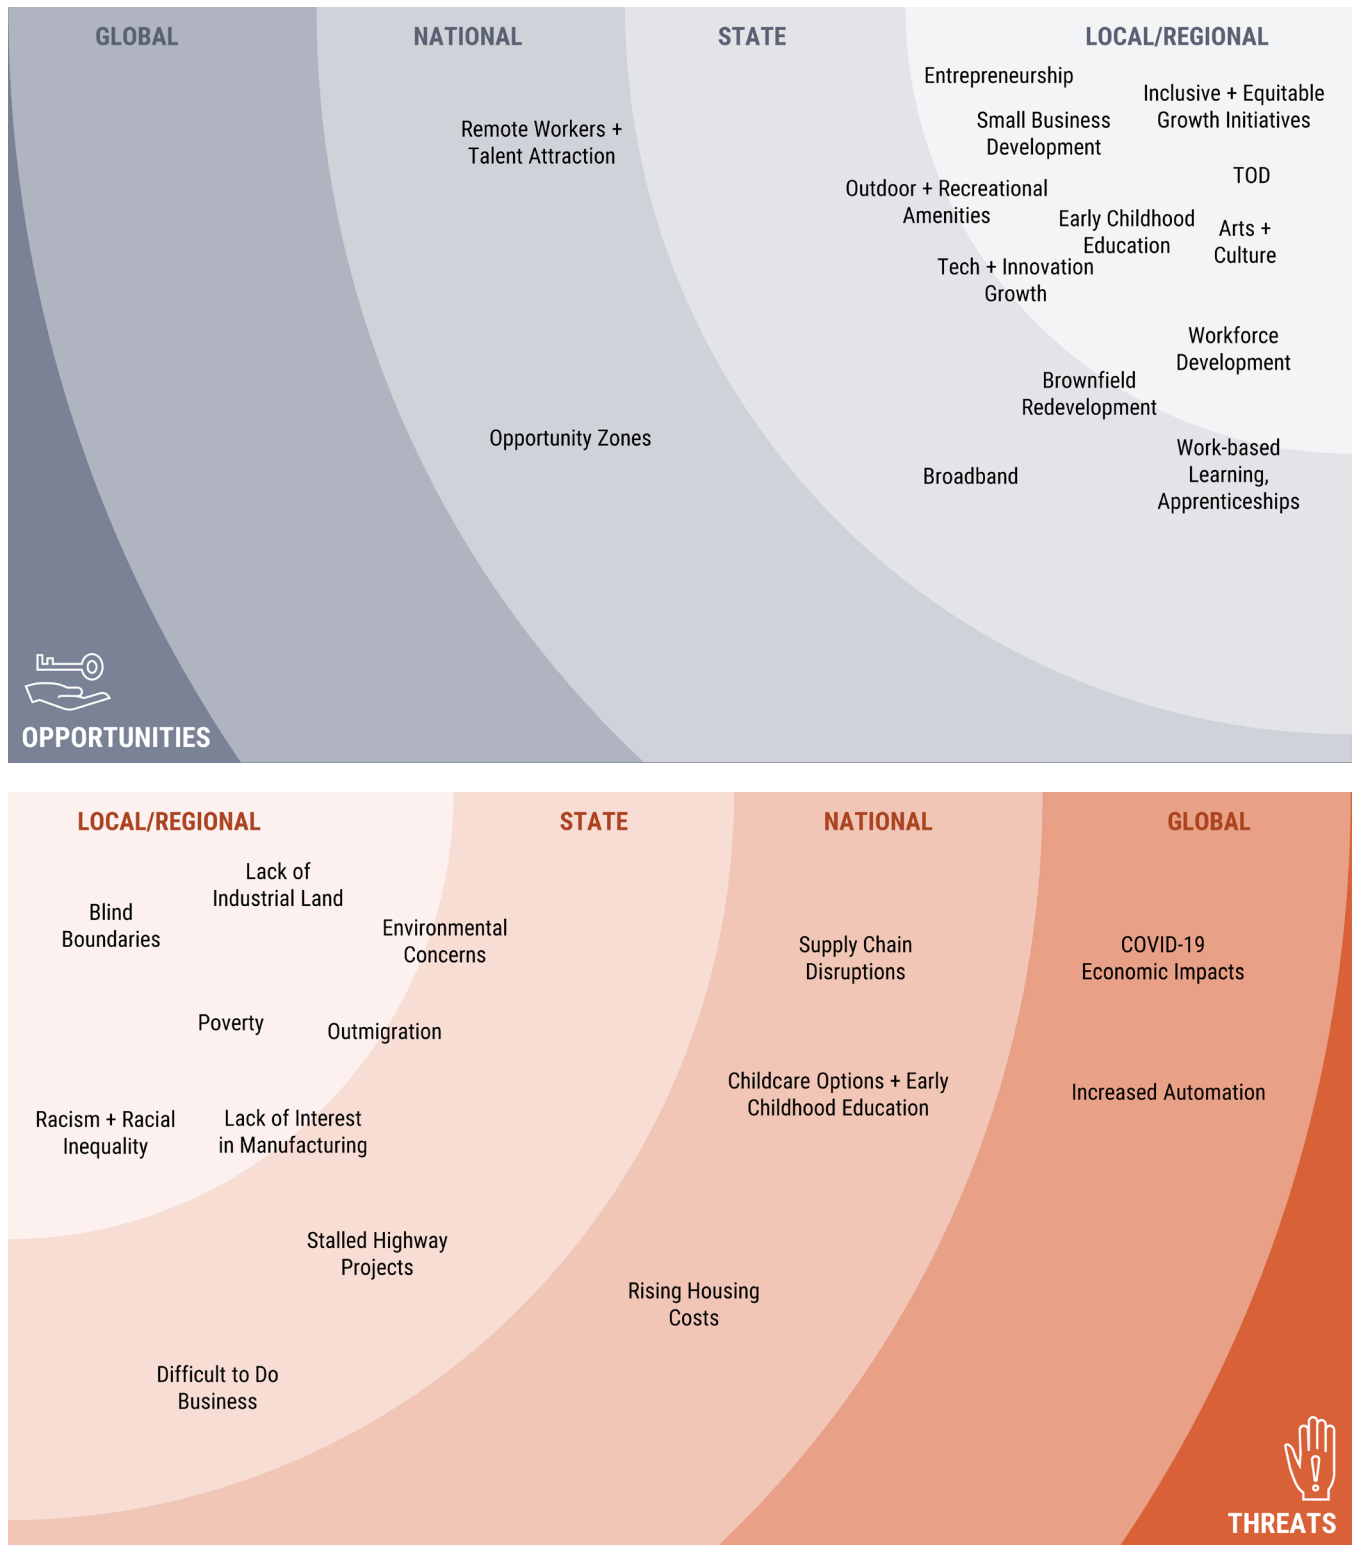 GLOBAL
NATIONAL
STATE
LOCAL/REGIONAL
Entrepreneurship
Inclusive + Equitable
Growth Initiatives
Small Business
Development
Remote Workers +
Talent Attraction
TOD
Outdoor + Recreational
Amenities
Early Childhood
Education
Arts +
Culture
Tech + Innovation
Growth
Workforce
Development
Brownfield
Redevelopment
Opportunity Zones
Broadband
Work-based
Learning,
Apprenticeships
OPPORTUNITIES
LOCAL/REGIONAL
STATE
NATIONAL
GLOBAL
Lack of
Industrial Land
Blind
Boundaries
Environmental
Concerns
Supply Chain
Disruptions
COVID-19
Economic Impacts
Poverty
Outmigration
Childcare Options + Early
Childhood Education
Increased Automation
Racism + Racial
Inequality
Lack of Interest
in Manufacturing
Stalled Highway
Projects
Rising Housing
Costs
Difficult to Do
Business
THREATS